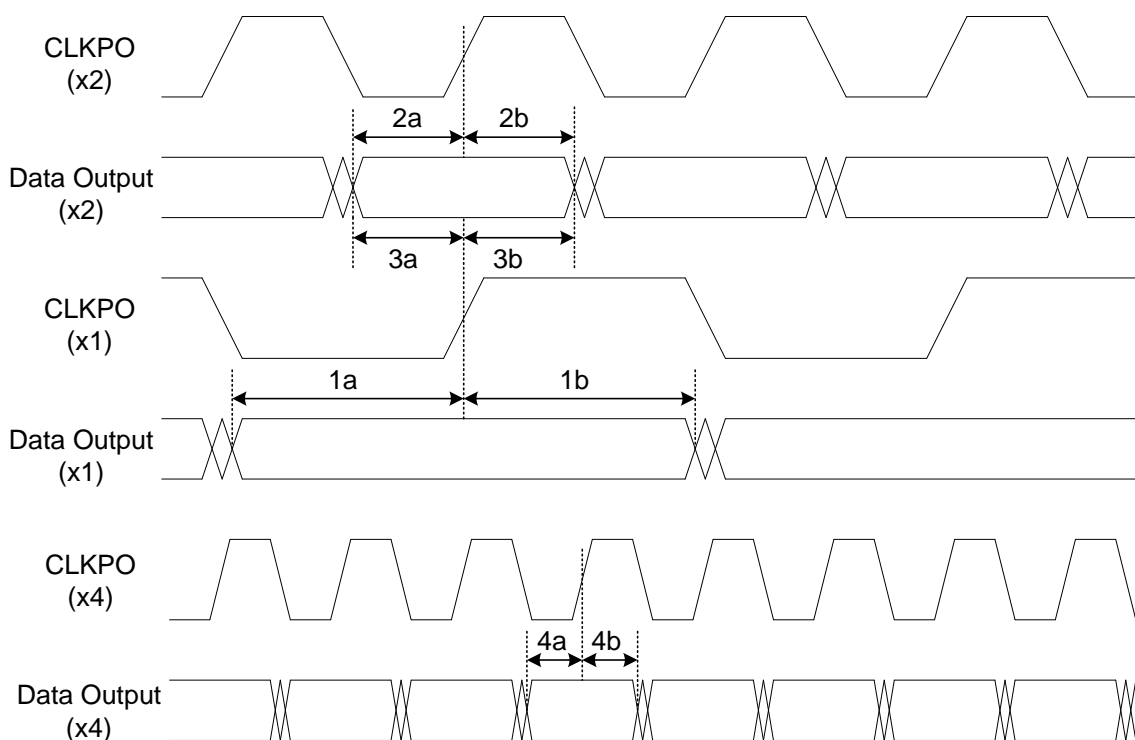 CLKPO
(x2)
2a 2b
Data Output
(x2)
3a 3b
CLKPO
(x1)
1a 1b
Data Output
(x1)
CLKPO
(x4)
4a 4b
Data Output
(x4)